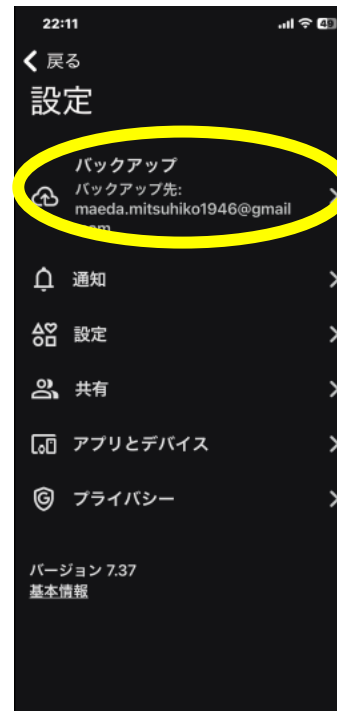 22:11
戻る
設定
バックアップ
バックアップ先:
maeda.mitsuhiko1946@gmail
通知
設定
共有
アプリとデバイス
プライバシー
バージョン 7.37
基本情報